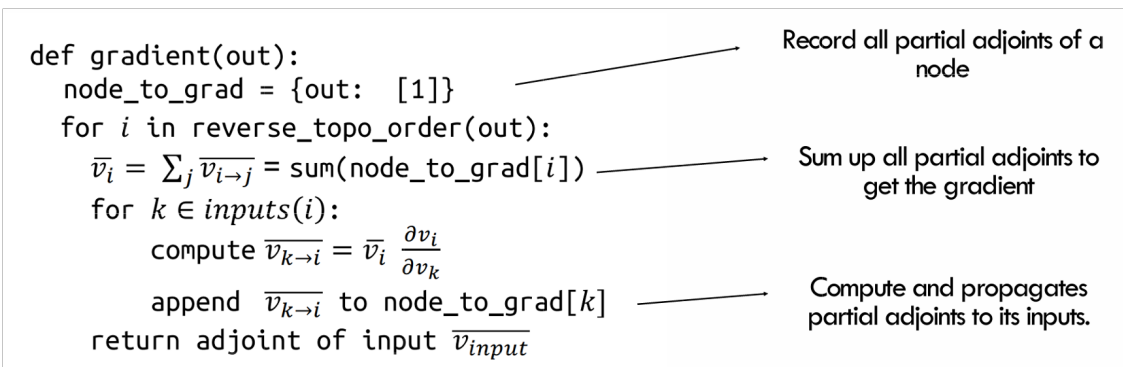 def gradient(out):
node_to_grad = {out: [1]}
for i in reverse_topo_order(out):
v̅ᵢ = ∑ⱼ v̅ᵢ→ⱼ = sum(node_to_grad[i])
for k ∈ inputs(i):
compute v̅ₖ→ᵢ = v̅ᵢ ∂vᵢ/∂vₖ
append v̅ₖ→ᵢ to node_to_grad[k]
return adjoint of input v̅_input
Record all partial adjoints of a
node
Sum up all partial adjoints to
get the gradient
Compute and propagates
partial adjoints to its inputs.